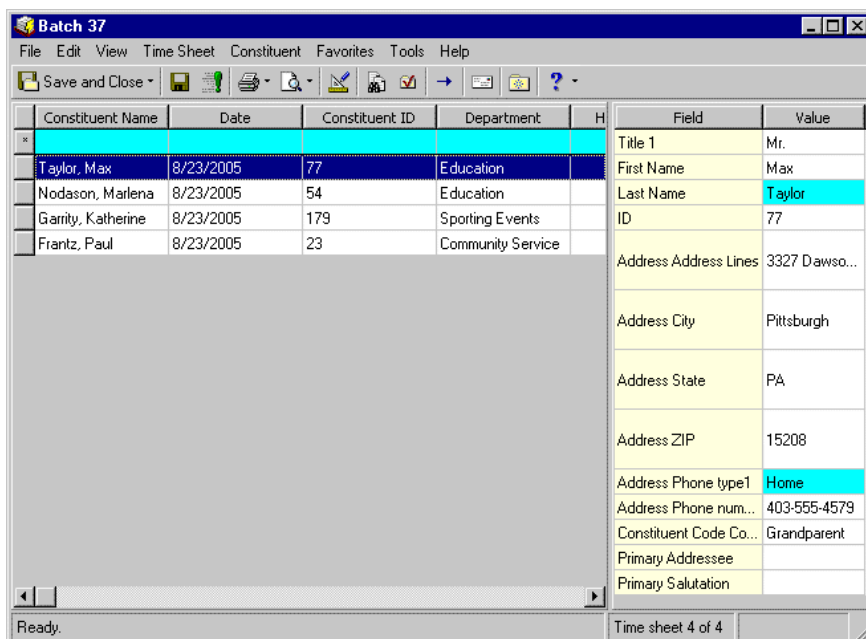 Batch 37
File Edit View Time Sheet Constituent Favorites Tools Help
Save and Close
Constituent Name Date Constituent ID Department H
*
Taylor, Max 8/23/2005 77 Education
Nodason, Marlena 8/23/2005 54 Education
Garrity, Katherine 8/23/2005 179 Sporting Events
Frantz, Paul 8/23/2005 23 Community Service
Field Value
Title 1 Mr.
First Name Max
Last Name Taylor
ID 77
Address Address Lines 3327 Dawso...
Address City Pittsburgh
Address State PA
Address ZIP 15208
Address Phone type1 Home
Address Phone num... 403-555-4579
Constituent Code Co... Grandparent
Primary Addressee
Primary Salutation
Ready. Time sheet 4 of 4